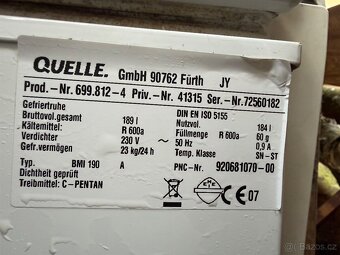 QUELLE. GmbH 90762 Fürth JY
Prod.-Nr. 699.812-4 Priv.-Nr. 41315 Ser.-Nr.72560182
Gefriertruhe DIN EN ISO 5155
Bruttovol.gesamt 189 l Nutzvol.gesamt 184 l
Kältemittel R 600a Füllmenge R 600a 60 g
Verdichter 230 V ~ 50 Hz 0,9 A
Gefr.vermögen 23 kg/24 h Temp. Klasse SN-ST
Typ. BMI 190 A PNC-Nr. 920681070-00
Dichtheit geprüft
Treibmittel: C-PENTAN
CE 07